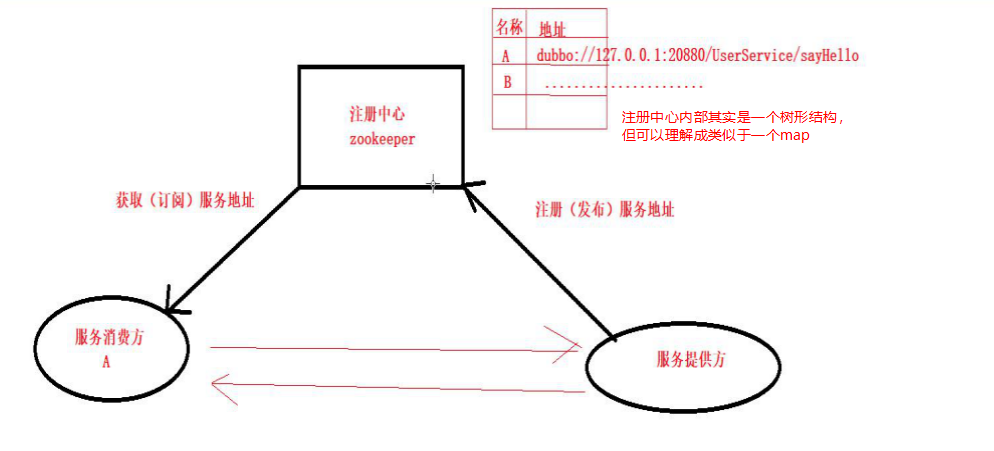 名称 地址
A dubbo://127.0.0.1:20880/UserService/sayHello
B ......................
注册中心内部其实是一个树形结构，
但可以理解成类似于一个map
注册中心
zookeeper
获取（订阅）服务地址
注册（发布）服务地址
服务消费方
A
服务提供方